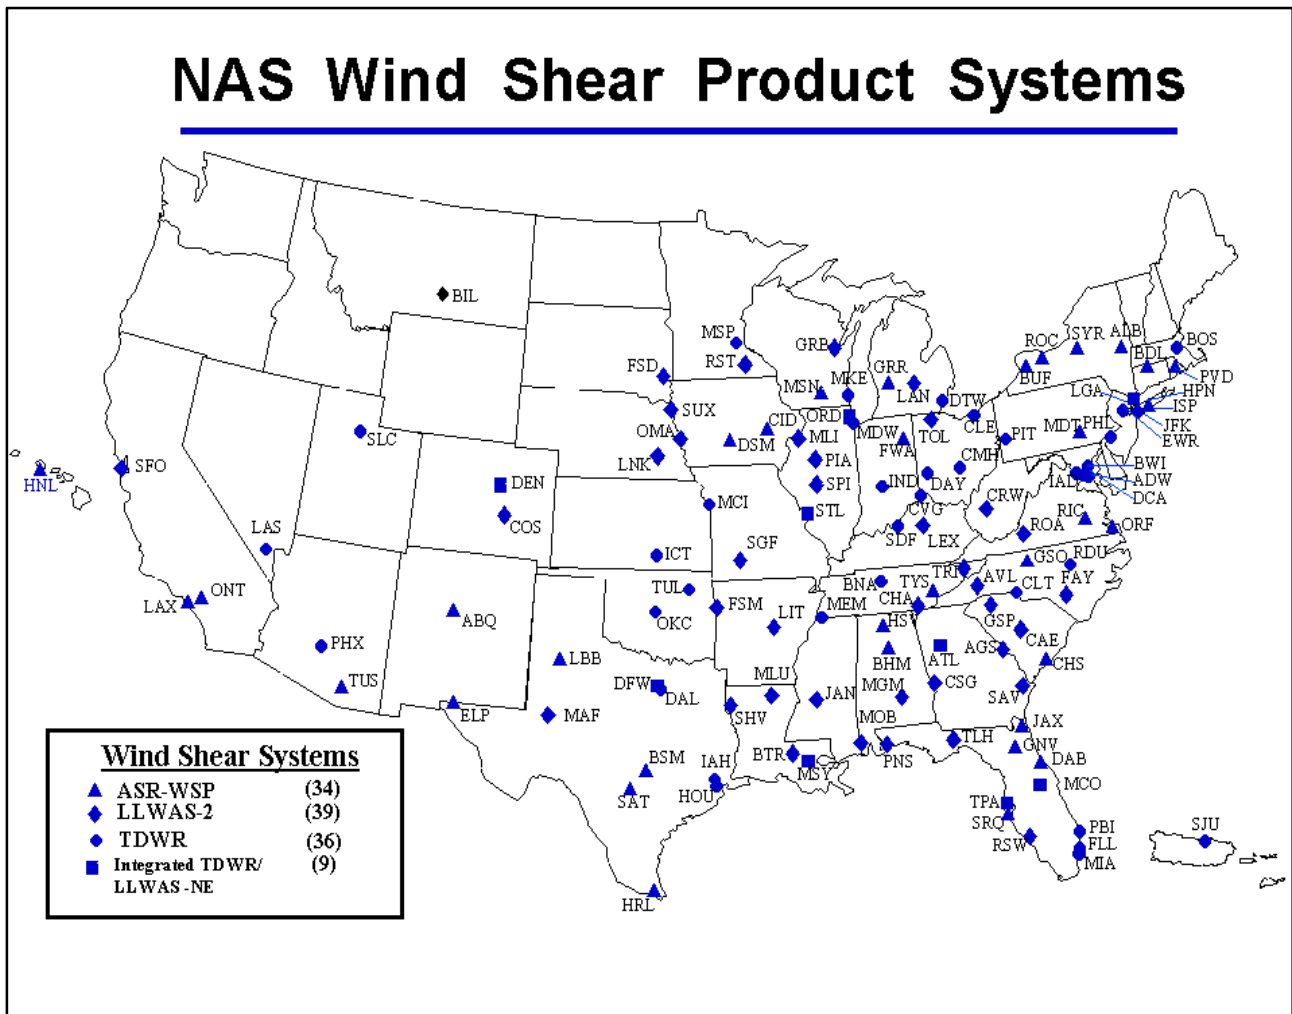 NAS Wind Shear Product Systems
BIL
MSP
RST
GRB
ROC
SYR
ALB
BOS
BDL
BUF
PVD
FSD
MSN
MKE
GRR
LAN
DTW
LGA
HPN
ISP
JFK
EWR
SUX
OMA
CID
DSM
ORD
MLI
MDW
FWA
TOL
CLE
PIT
MDT
PHL
SLC
SFO
HNL
LNK
PIA
SPI
IND
DAY
CMH
BWI
ADW
DCA
IAD
DEN
COS
MCI
STL
CVG
CRW
RIC
ORF
LAS
ICT
SGF
SDF
LEX
ROA
GSO
RDU
TUL
BNA
TYS
TRI
AVL
CLT
FAY
LAX
ONT
ABQ
OKC
FSM
LIT
MEM
CHA
HSV
GSP
CAE
PHX
TUS
LBB
DFW
DAL
MLU
BHM
ATL
AGS
CHS
ELP
MAF
SHV
JAN
MGM
CSG
SAV
MOB
JAX
BSM
IAH
BTR
MSY
PNS
TLH
GNV
DAB
SAT
HOU
MCO
TPA
SRQ
RSW
PBI
FLL
MIA
SJU
HRL
Wind Shear Systems
ASR-WSP (34)
LLWAS-2 (39)
TDWR (36)
Integrated TDWR/ (9)
LLWAS -NE